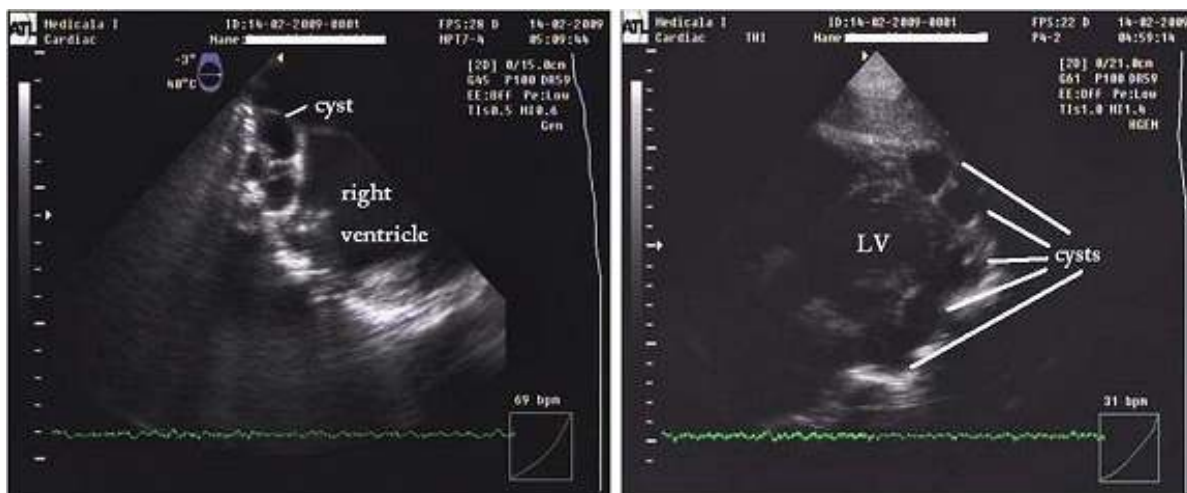 ATL
Medicala I
Cardiac
ID:14-02-2009-0001
Name:
FPS:28 D
14-02-2009
MPT7-4
05:09:44
-3°
40°C
[2D] 0/15.0cm
G45 P100 DR59
EE:Off Pe:Low
TIs0.5 MI0.6
Gen
cyst
right
ventricle
69 bpm
ATL
Medicala I
Cardiac
THI
ID:14-02-2009-0001
Name
FPS:22 D
14-02-2009
P4-2
04:59:14
[2D] 0/21.0cm
G61 P100 DR59
EE:Off Pe:Low
TIs1.0 MI1.4
HGEN
LV
cysts
31 bpm